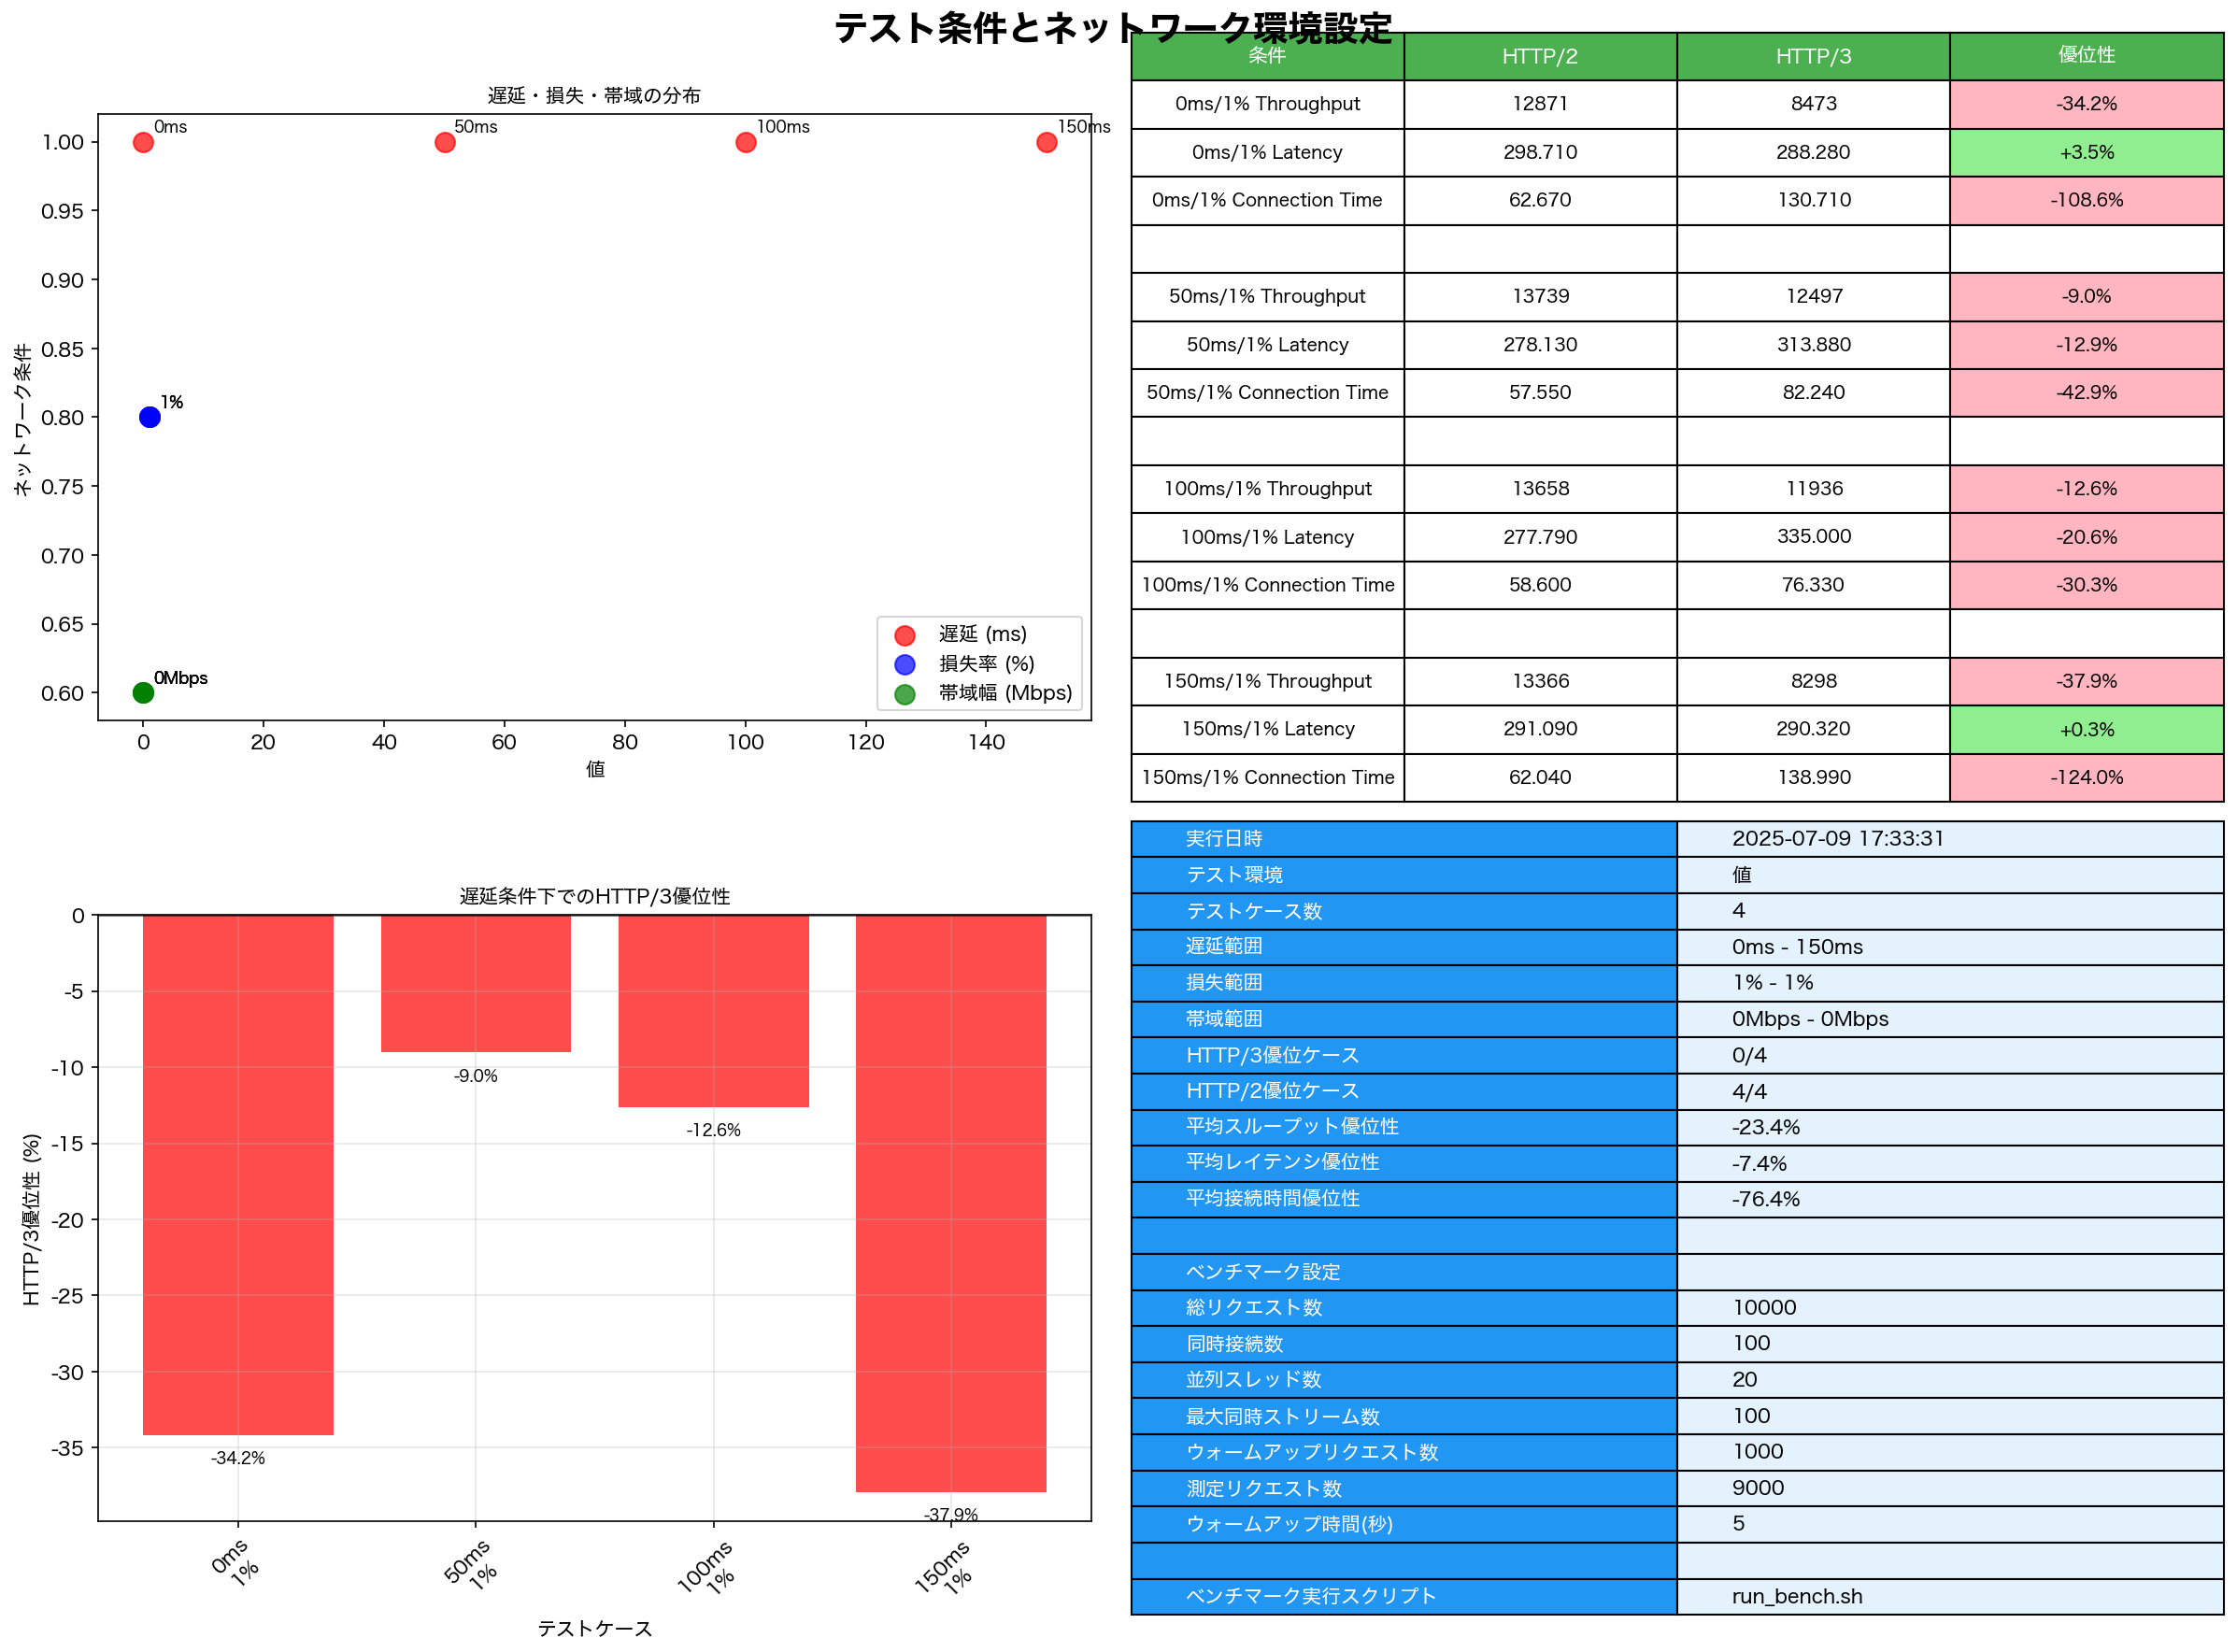 テスト条件とネットワーク環境設定
遅延・損失・帯域の分布
0ms 50ms 100ms 150ms
1.00
0.95
0.90
0.85
1%
0.80
0.75
0.70
0.65
0Mbps
0.60
ネットワーク条件
遅延 (ms)
損失率 (%)
帯域幅 (Mbps)
0 20 40 60 80 100 120 140
値
条件 HTTP/2 HTTP/3 優位性
0ms/1% Throughput 12871 8473 -34.2%
0ms/1% Latency 298.710 288.280 +3.5%
0ms/1% Connection Time 62.670 130.710 -108.6%
50ms/1% Throughput 13739 12497 -9.0%
50ms/1% Latency 278.130 313.880 -12.9%
50ms/1% Connection Time 57.550 82.240 -42.9%
100ms/1% Throughput 13658 11936 -12.6%
100ms/1% Latency 277.790 335.000 -20.6%
100ms/1% Connection Time 58.600 76.330 -30.3%
150ms/1% Throughput 13366 8298 -37.9%
150ms/1% Latency 291.090 290.320 +0.3%
150ms/1% Connection Time 62.040 138.990 -124.0%
遅延条件下でのHTTP/3優位性
0
-5
-10
-15
-20
-25
-30
-35
HTTP/3優位性 (%)
-34.2%
-9.0%
-12.6%
-37.9%
0ms
1%
50ms
1%
100ms
1%
150ms
1%
テストケース
実行日時 2025-07-09 17:33:31
テスト環境 値
テストケース数 4
遅延範囲 0ms - 150ms
損失範囲 1% - 1%
帯域範囲 0Mbps - 0Mbps
HTTP/3優位ケース 0/4
HTTP/2優位ケース 4/4
平均スループット優位性 -23.4%
平均レイテンシ優位性 -7.4%
平均接続時間優位性 -76.4%
ベンチマーク設定
総リクエスト数 10000
同時接続数 100
並列スレッド数 20
最大同時ストリーム数 100
ウォームアップリクエスト数 1000
測定リクエスト数 9000
ウォームアップ時間(秒) 5
ベンチマーク実行スクリプト run_bench.sh